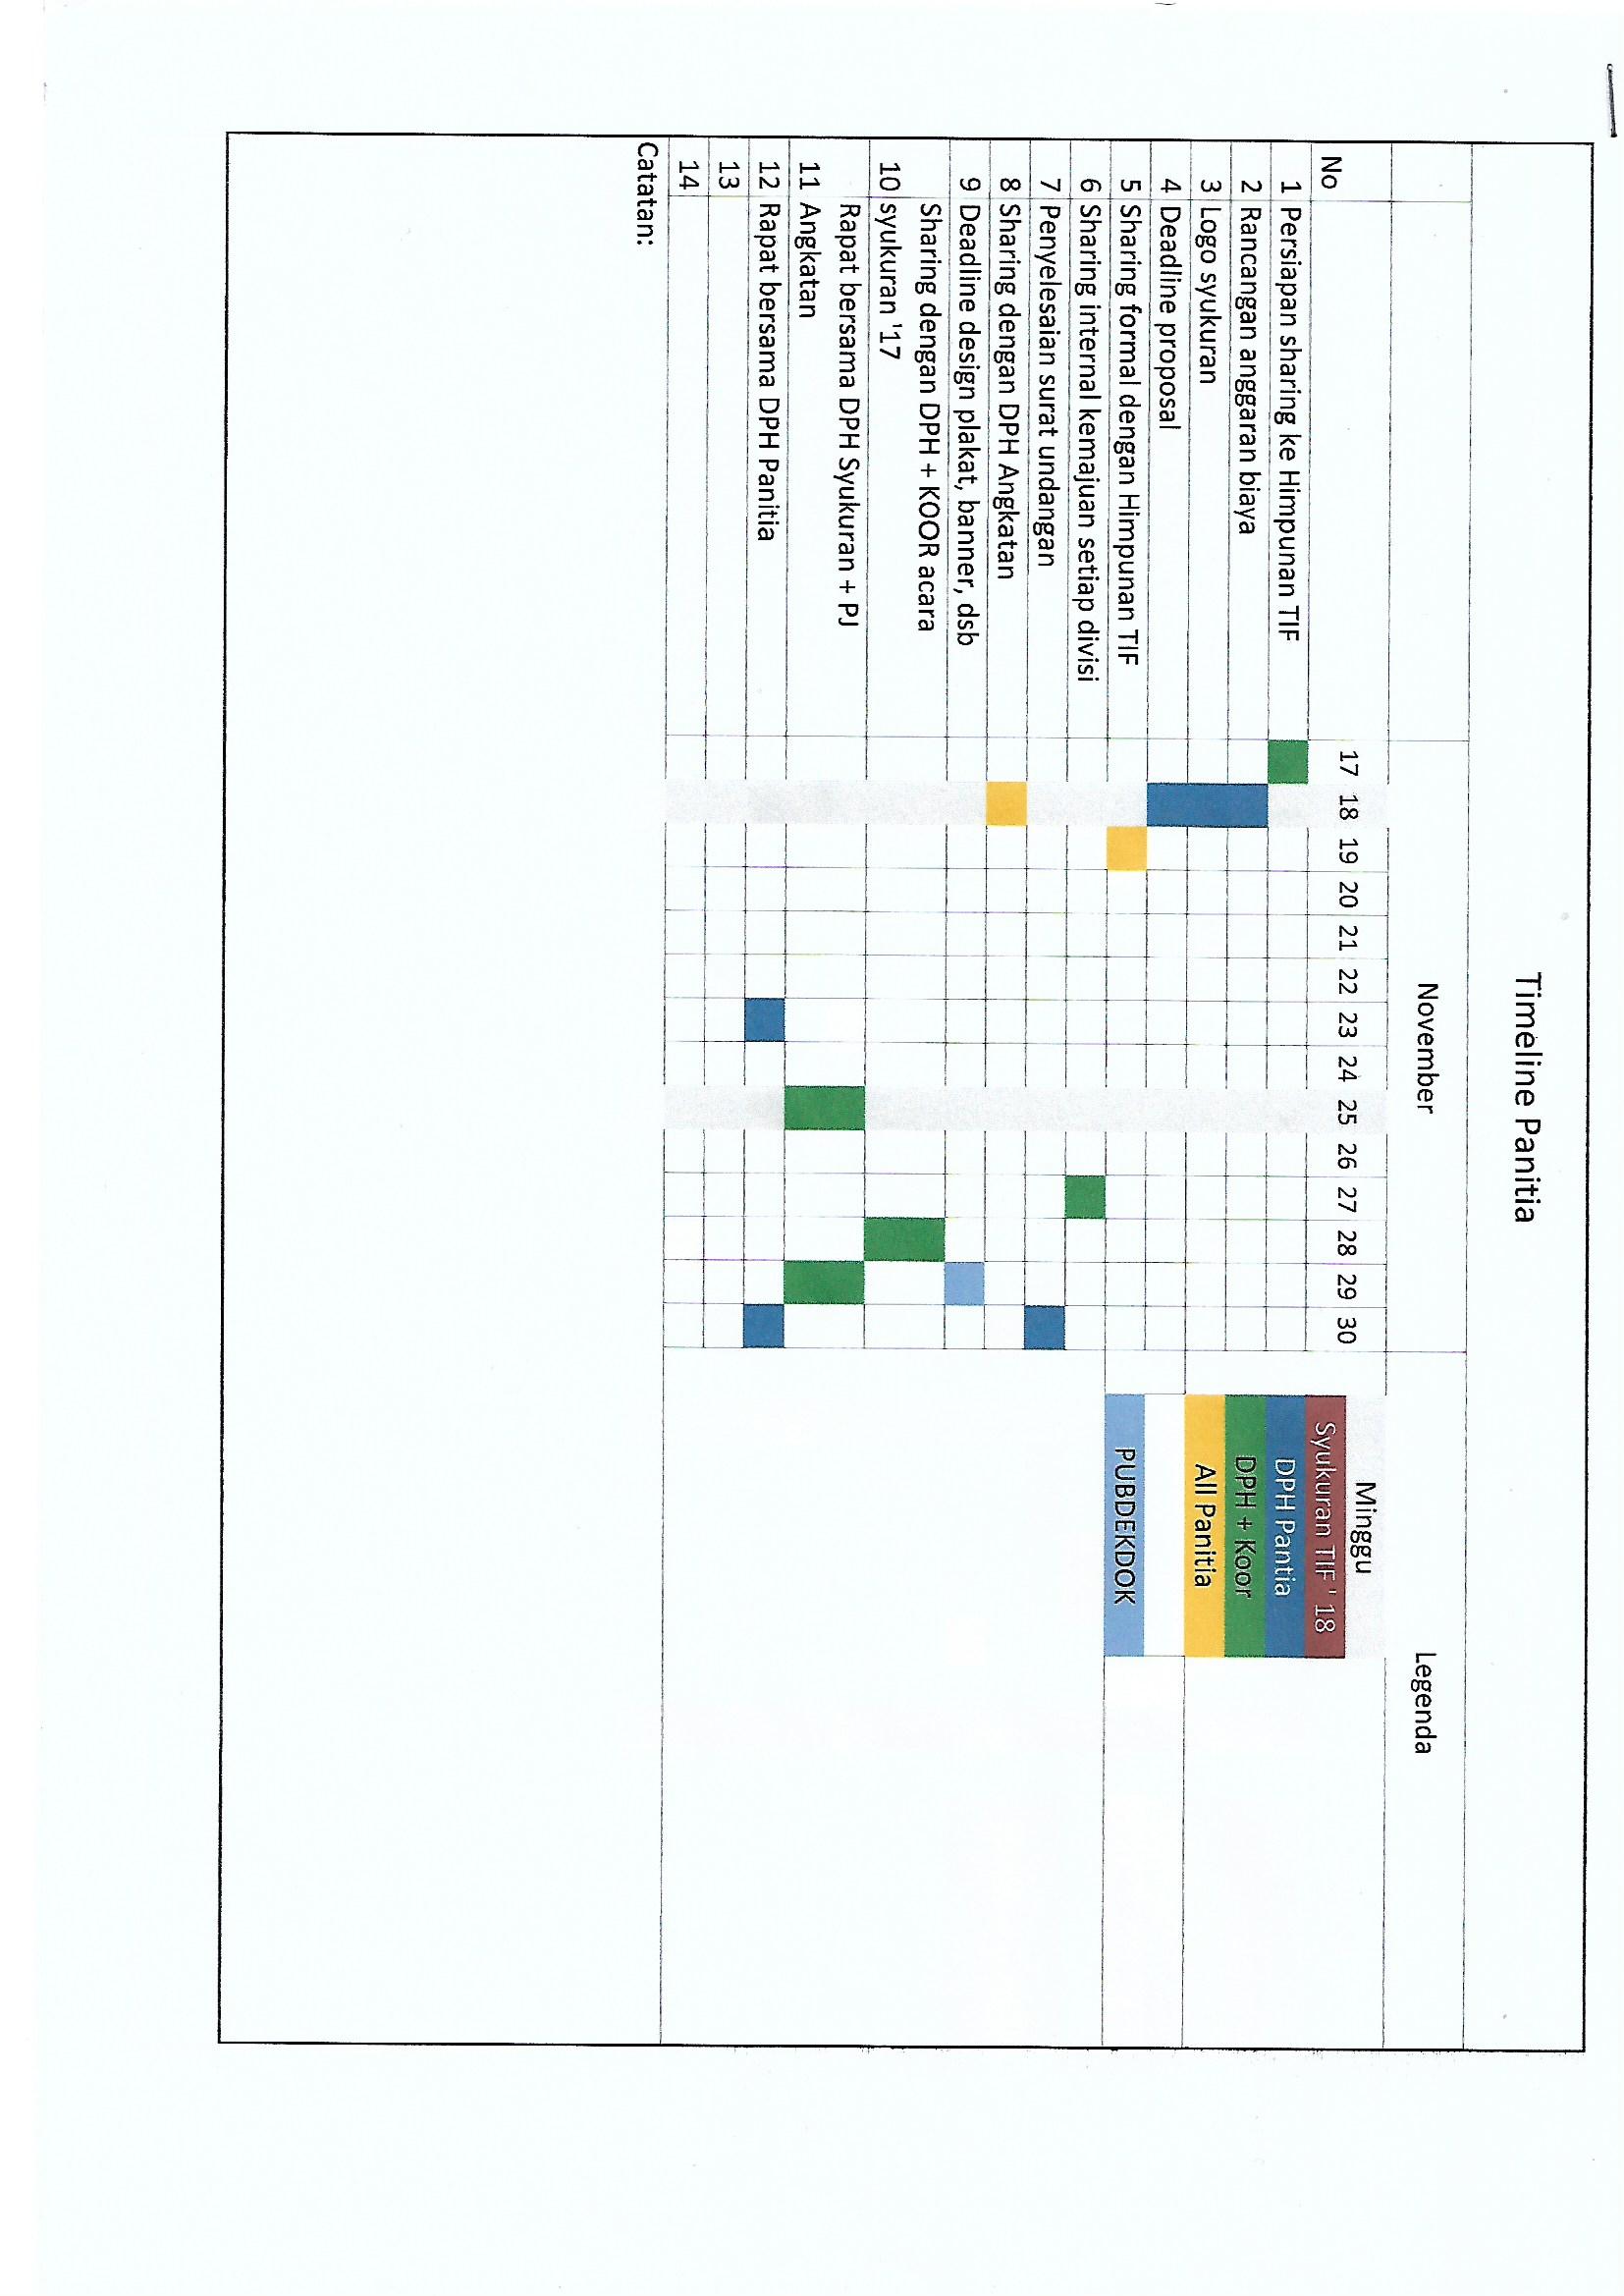 Timeline Panitia
November
Legenda
No
17 18 19 20 21 22 23 24 25 26 27 28 29 30
Minggu
Syukuran TIF ' 18
1 Persiapan sharing ke Himpunan TIF
DPH Pantia
2 Rancangan anggaran biaya
DPH + Koor
3 Logo syukuran
All Panitia
4 Deadline proposal
5 Sharing formal dengan Himpunan TIF
PUBDEKDOK
6 Sharing internal kemajuan setiap divisi
7 Penyelesaian surat undangan
8 Sharing dengan DPH Angkatan
9 Deadline design plakat, banner, dsb
Sharing dengan DPH + KOOR acara
10 syukuran '17
Rapat bersama DPH Syukuran + PJ
11 Angkatan
12 Rapat bersama DPH Panitia
13
14
Catatan: